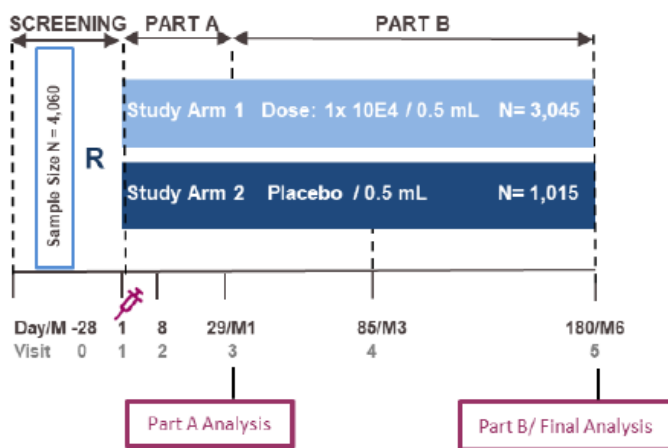 SCREENING PART A PART B
Sample Size N = 4,060
R
Study Arm 1 Dose: 1x 10E4 / 0.5 mL N= 3,045
Study Arm 2 Placebo / 0.5 mL N= 1,015
Day/M -28 1 8 29/M1 85/M3 180/M6
Visit 0 1 2 3 4 5
Part A Analysis
Part B/ Final Analysis